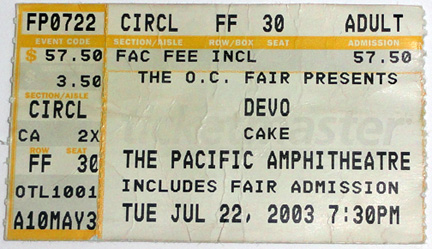 FP0722 CIRCL FF 30 ADULT
EVENT CODE SECTION/AISLE ROW/BOX SEAT ADMISSION
$ 57.50 FAC FEE INCL 57.50
3.50 THE O.C. FAIR PRESENTS
SECTION/AISLE
CIRCL DEVO
CA 2X CAKE
ROW SEAT
FF 30 THE PACIFIC AMPHITHEATRE
OTL1001 INCLUDES FAIR ADMISSION
A10MAY3 TUE JUL 22, 2003 7:30PM
ticketmaster